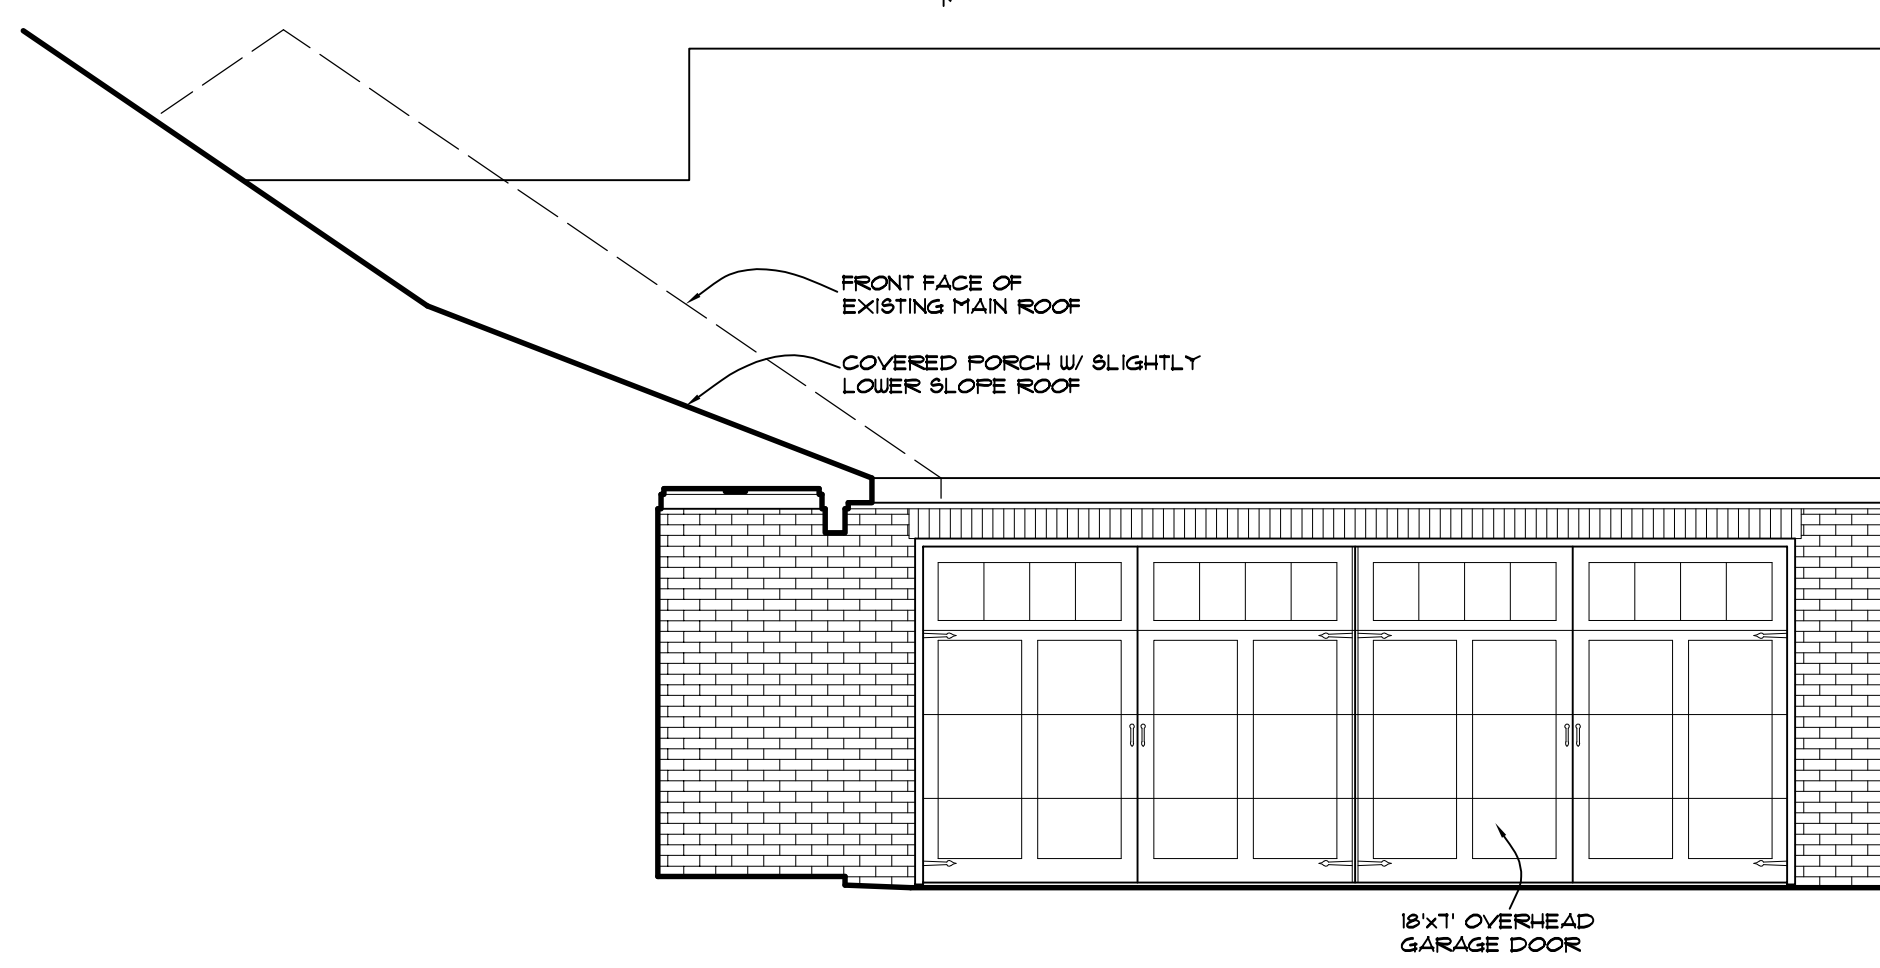 FRONT FACE OF
EXISTING MAIN ROOF
COVERED PORCH W/ SLIGHTLY
LOWER SLOPE ROOF
18'x7' OVERHEAD
GARAGE DOOR